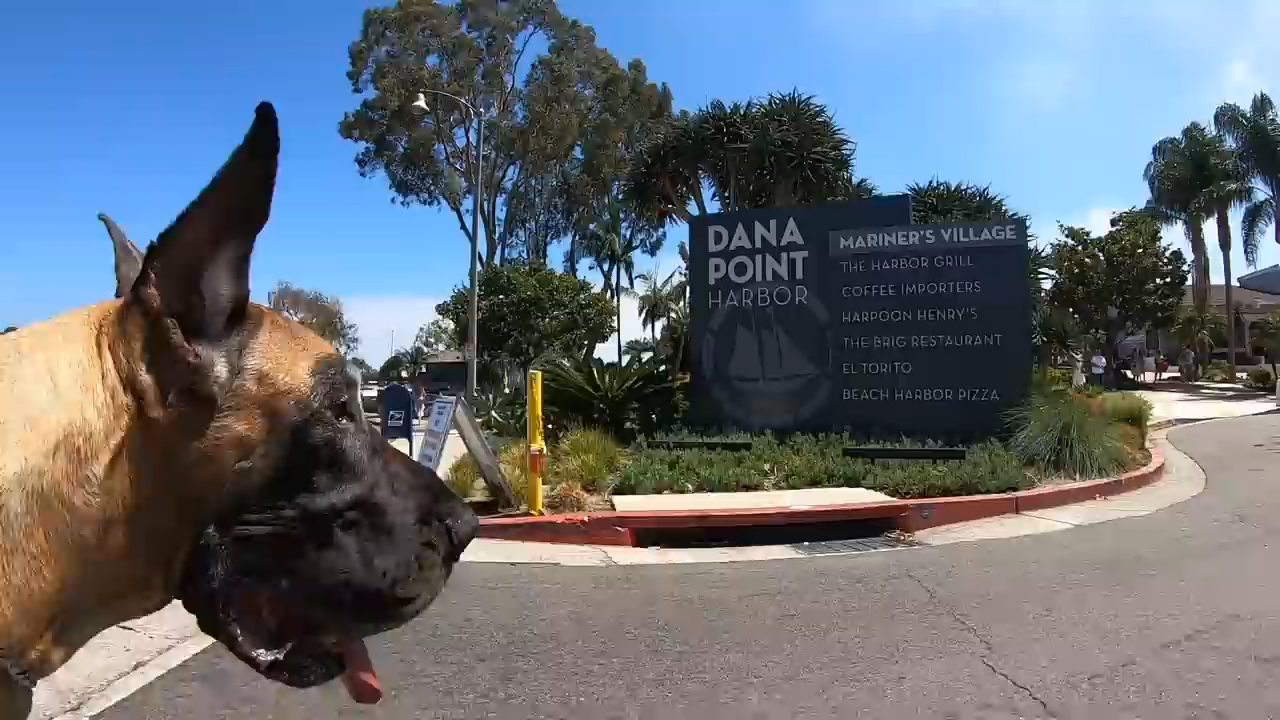 DANA
POINT
HARBOR
MARINER'S VILLAGE
THE HARBOR GRILL
COFFEE IMPORTERS
HARPOON HENRY'S
THE BRIG RESTAURANT
EL TORITO
BEACH HARBOR PIZZA